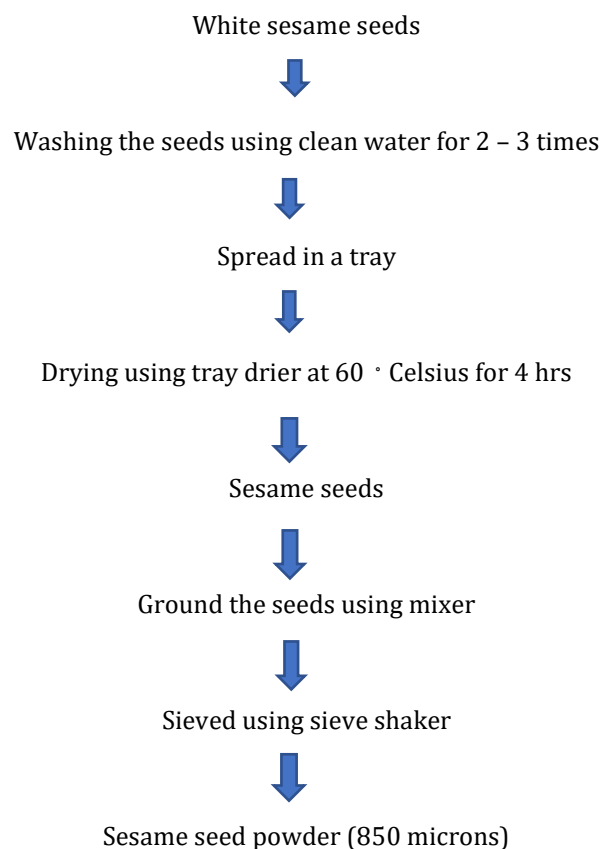 White sesame seeds
Washing the seeds using clean water for 2 – 3 times
Spread in a tray
Drying using tray drier at 60 ˚ Celsius for 4 hrs
Sesame seeds
Ground the seeds using mixer
Sieved using sieve shaker
Sesame seed powder (850 microns)